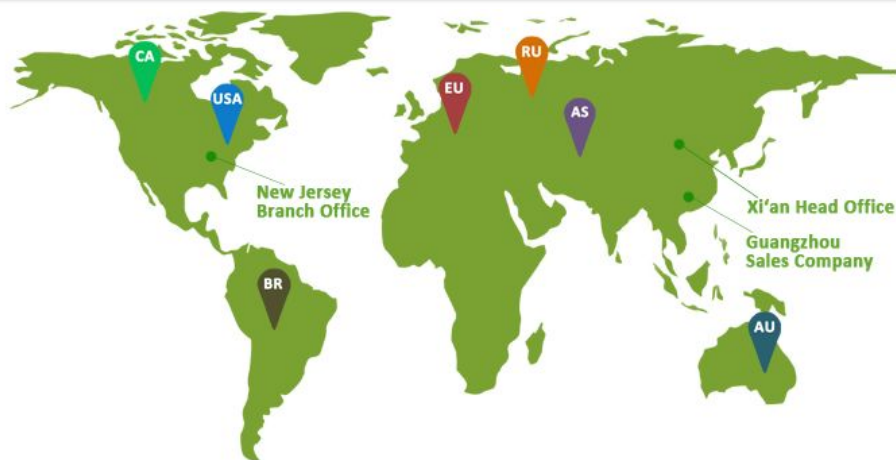 CA
RU
EU
USA
AS
New Jersey
Branch Office
Xi‘an Head Office
Guangzhou
Sales Company
BR
AU